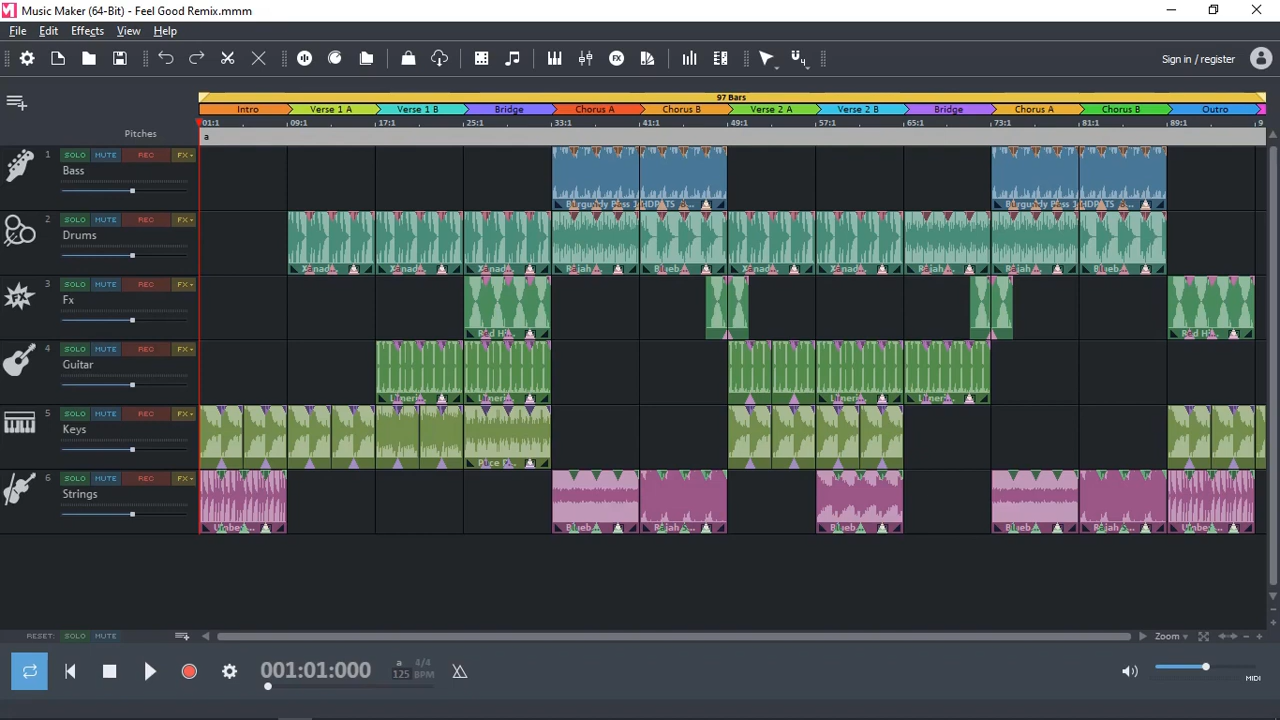 Music Maker (64-Bit) - Feel Good Remix.mmm
File Edit Effects View Help
Sign in / register
97 Bars
Intro Verse 1 A Verse 1 B Bridge Chorus A Chorus B Verse 2 A Verse 2 B Bridge Chorus A Chorus B Outro
01:1 09:1 17:1 25:1 33:1 41:1 49:1 57:1 65:1 73:1 81:1 89:1 9
Pitches a
1 SOLO MUTE REC FX
Bass
2 SOLO MUTE REC FX
Drums
3 SOLO MUTE REC FX
Fx
4 SOLO MUTE REC FX
Guitar
5 SOLO MUTE REC FX
Keys
6 SOLO MUTE REC FX
Strings
RESET: SOLO MUTE Zoom
001:01:000 a 4/4
125 BPM
MIDI